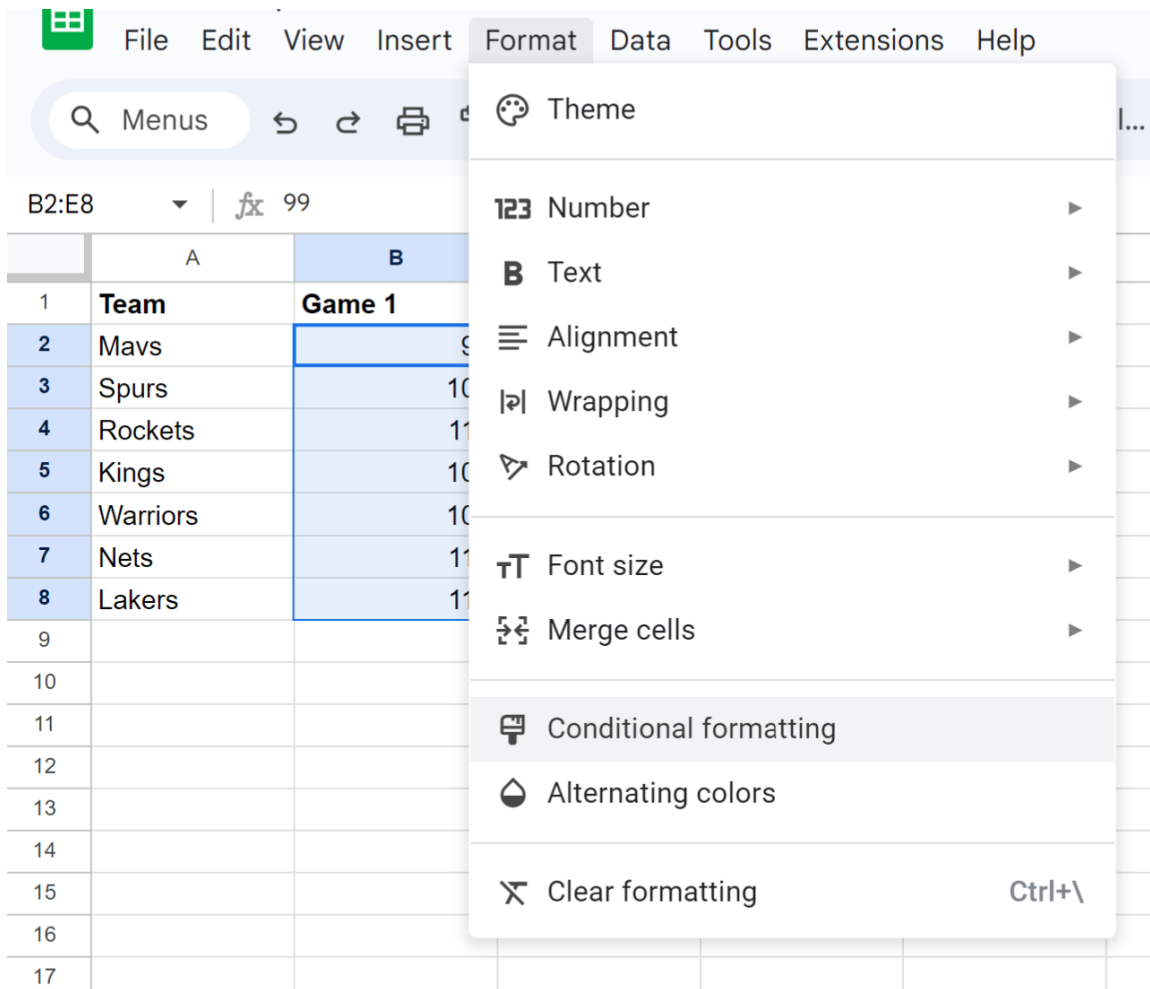 File Edit View Insert Format Data Tools Extensions Help
Menus
B2:E8 fx 99
A B
1 Team Game 1
2 Mavs
3 Spurs
4 Rockets
5 Kings
6 Warriors
7 Nets
8 Lakers
9
10
11
12
13
14
15
16
17
Theme
123 Number
B Text
Alignment
Wrapping
Rotation
Font size
Merge cells
Conditional formatting
Alternating colors
Clear formatting Ctrl+\